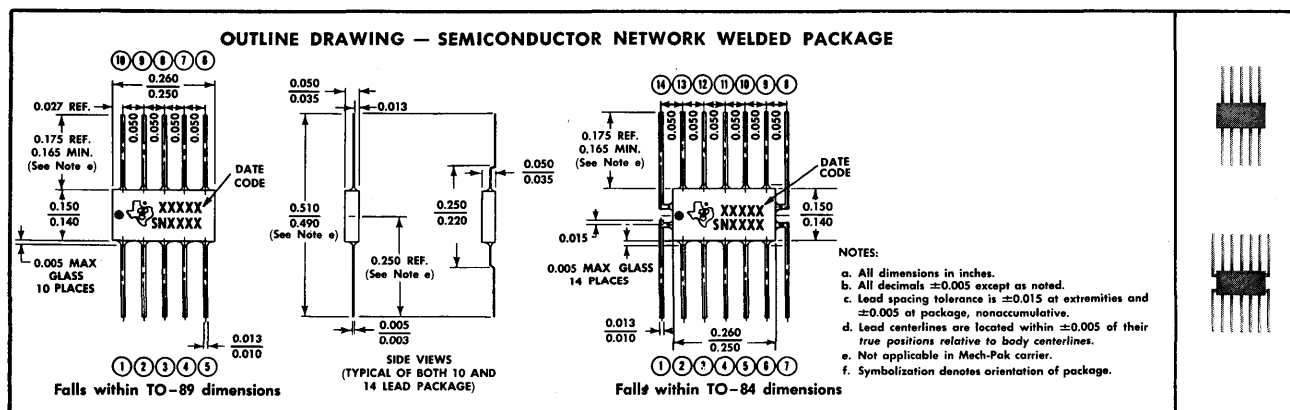 OUTLINE DRAWING — SEMICONDUCTOR NETWORK WELDED PACKAGE
10 9 8 7 6
0.260
0.250
0.027 REF.
0.050 0.050 0.050 0.050
0.175 REF.
0.165 MIN.
(See Note e)
DATE
CODE
0.150
0.140
XXXXX
SNXXXX
0.005 MAX
GLASS
10 PLACES
0.013
0.010
1 2 3 4 5
Falls within TO-89 dimensions
0.050
0.035
0.013
0.510
0.490
(See Note e)
0.250 REF.
(See Note e)
0.005
0.003
0.050
0.035
0.250
0.220
SIDE VIEWS
(TYPICAL OF BOTH 10 AND
14 LEAD PACKAGE)
14 13 12 11 10 9 8
0.050 0.050 0.050 0.050 0.050 0.050
0.175 REF.
0.165 MIN.
(See Note e)
DATE
CODE
XXXXX
SNXXXX
0.150
0.140
0.015
0.005 MAX GLASS
14 PLACES
0.013
0.010
0.260
0.250
1 2 3 4 5 6 7
Falls within TO-84 dimensions
NOTES:
a. All dimensions in inches.
b. All decimals ±0.005 except as noted.
c. Lead spacing tolerance is ±0.015 at extremities and
±0.005 at package, nonaccumulative.
d. Lead centerlines are located within ±0.005 of their
true positions relative to body centerlines.
e. Not applicable in Mech-Pak carrier.
f. Symbolization denotes orientation of package.